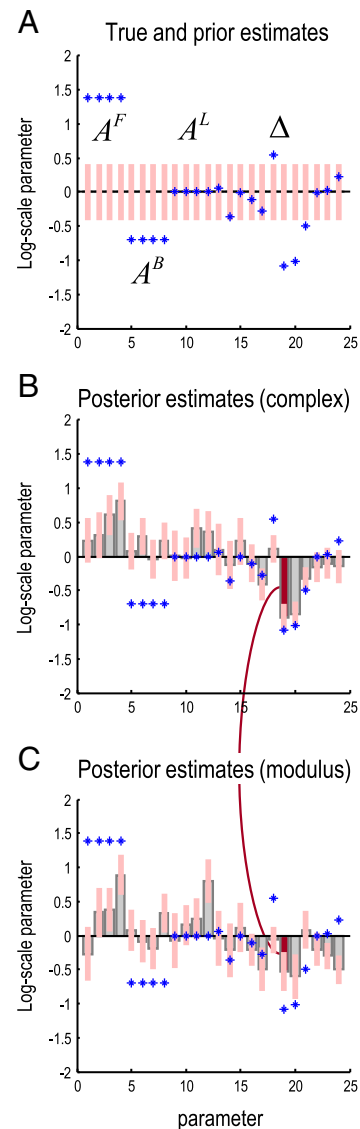 A
True and prior estimates
Log-scale parameter
2
1.5
1
0.5
0
-0.5
-1
-1.5
-2
A^F
A^L
Δ
A^B
0 5 10 15 20 25
B
Posterior estimates (complex)
Log-scale parameter
2
1.5
1
0.5
0
-0.5
-1
-1.5
-2
0 5 10 15 20 25
C
Posterior estimates (modulus)
Log-scale parameter
2
1.5
1
0.5
0
-0.5
-1
-1.5
-2
0 5 10 15 20 25
parameter